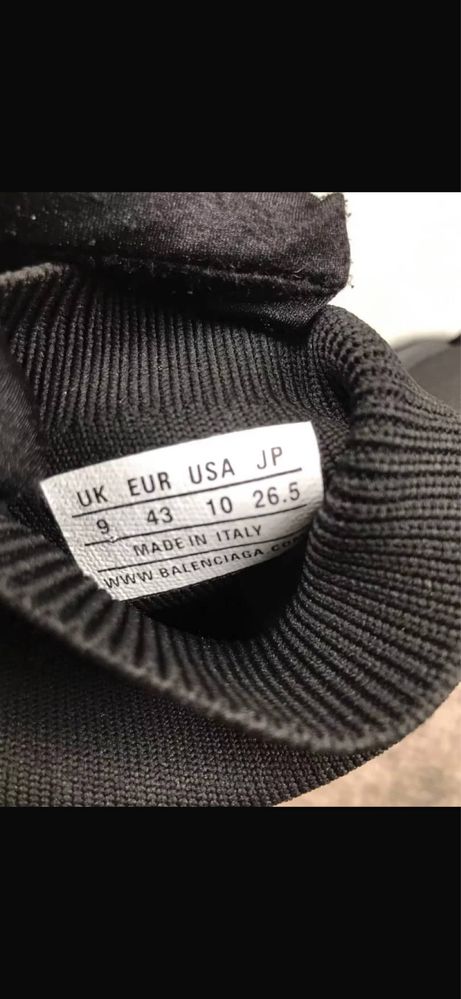 UK EUR USA JP
9 43 10 26.5
MADE IN ITALY
WWW.BALENCIAGA.CO